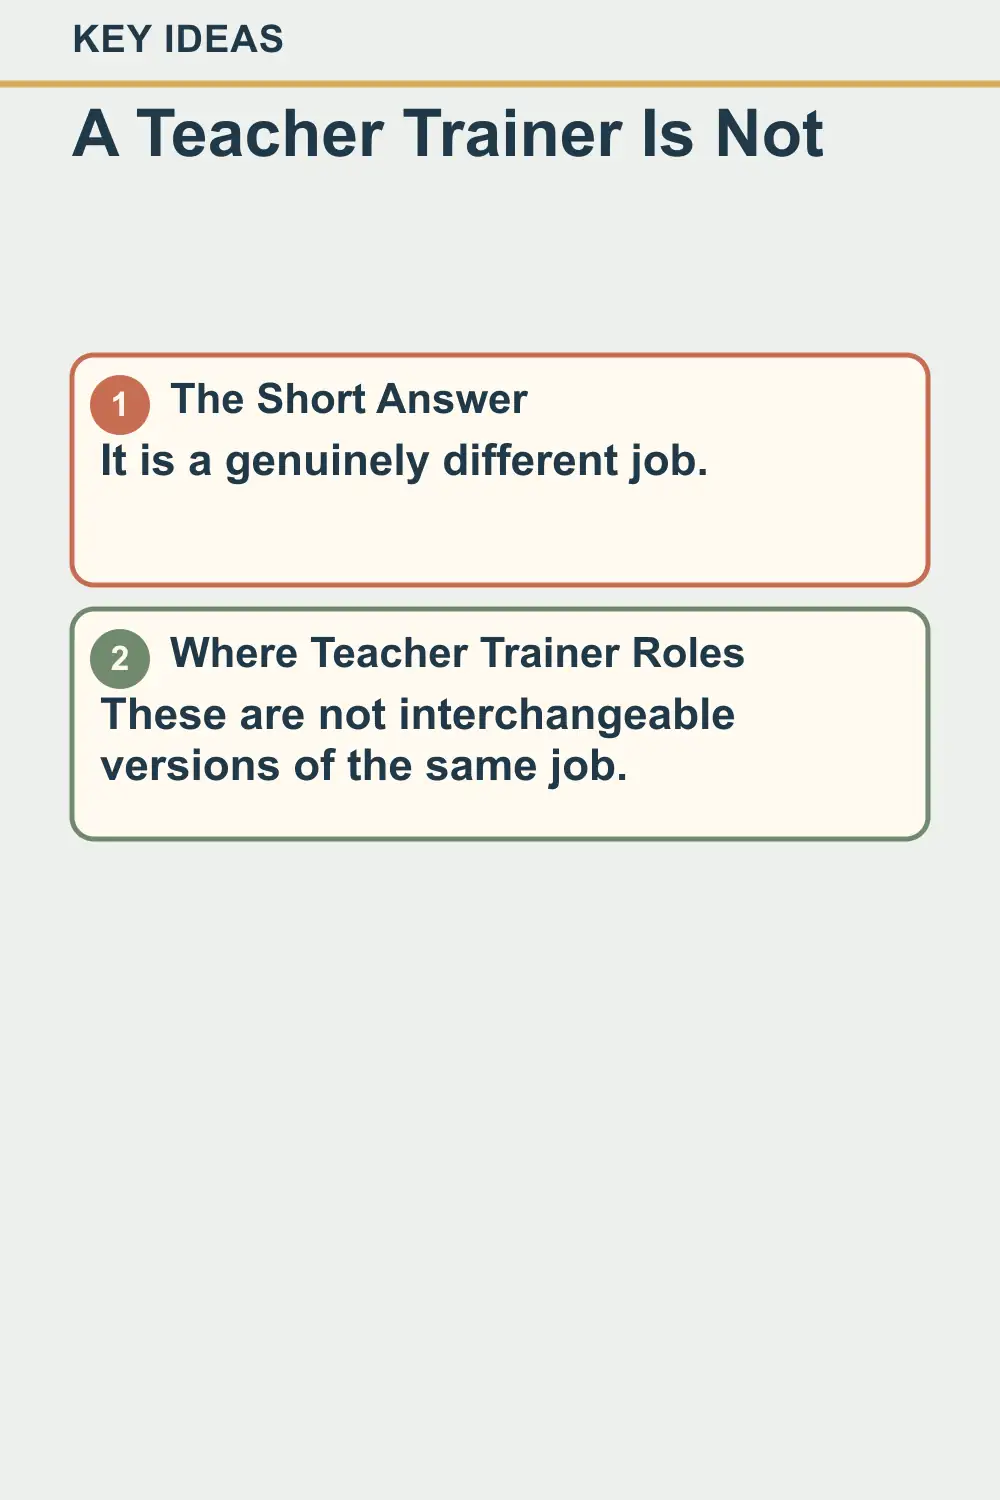 KEY IDEAS
A Teacher Trainer Is Not
1 The Short Answer
It is a genuinely different job.
2 Where Teacher Trainer Roles
These are not interchangeable
versions of the same job.